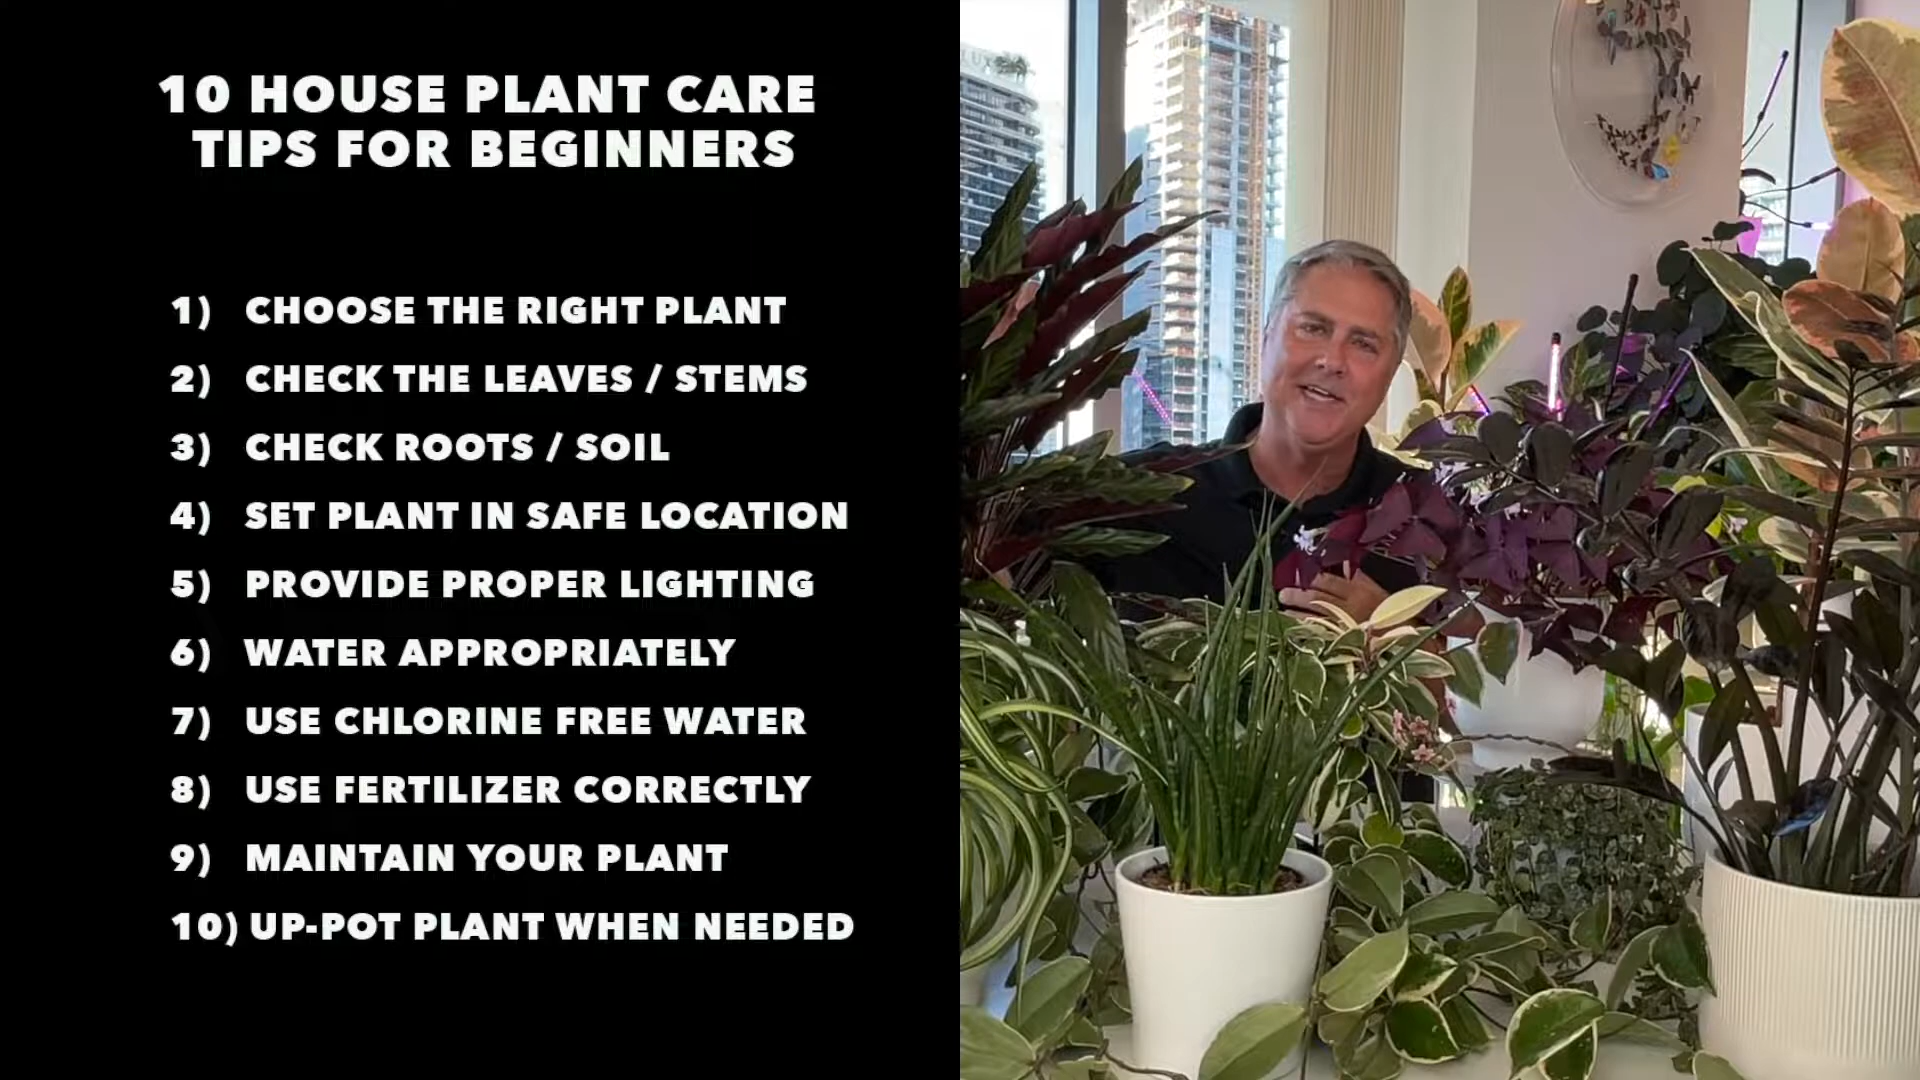 10 HOUSE PLANT CARE
TIPS FOR BEGINNERS
1) CHOOSE THE RIGHT PLANT
2) CHECK THE LEAVES / STEMS
3) CHECK ROOTS / SOIL
4) SET PLANT IN SAFE LOCATION
5) PROVIDE PROPER LIGHTING
6) WATER APPROPRIATELY
7) USE CHLORINE FREE WATER
8) USE FERTILIZER CORRECTLY
9) MAINTAIN YOUR PLANT
10) UP-POT PLANT WHEN NEEDED